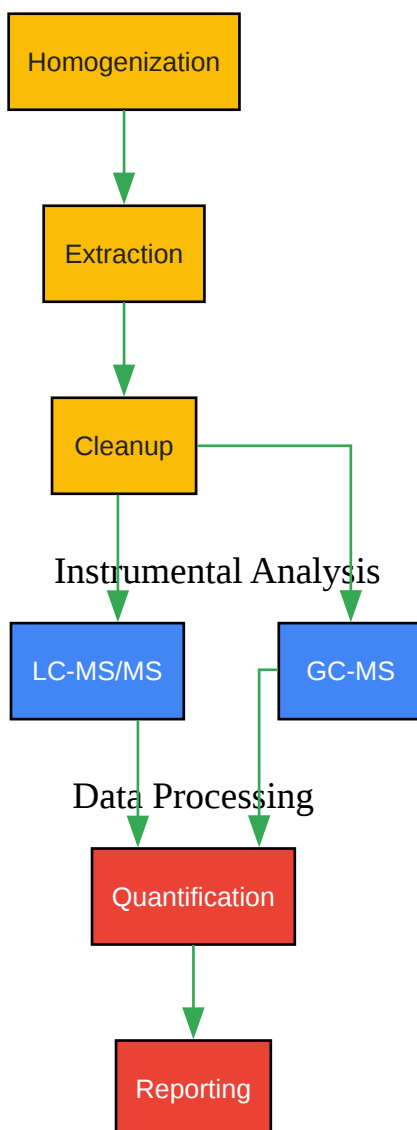 Homogenization
Extraction
Cleanup
Instrumental Analysis
LC-MS/MS
GC-MS
Data Processing
Quantification
Reporting